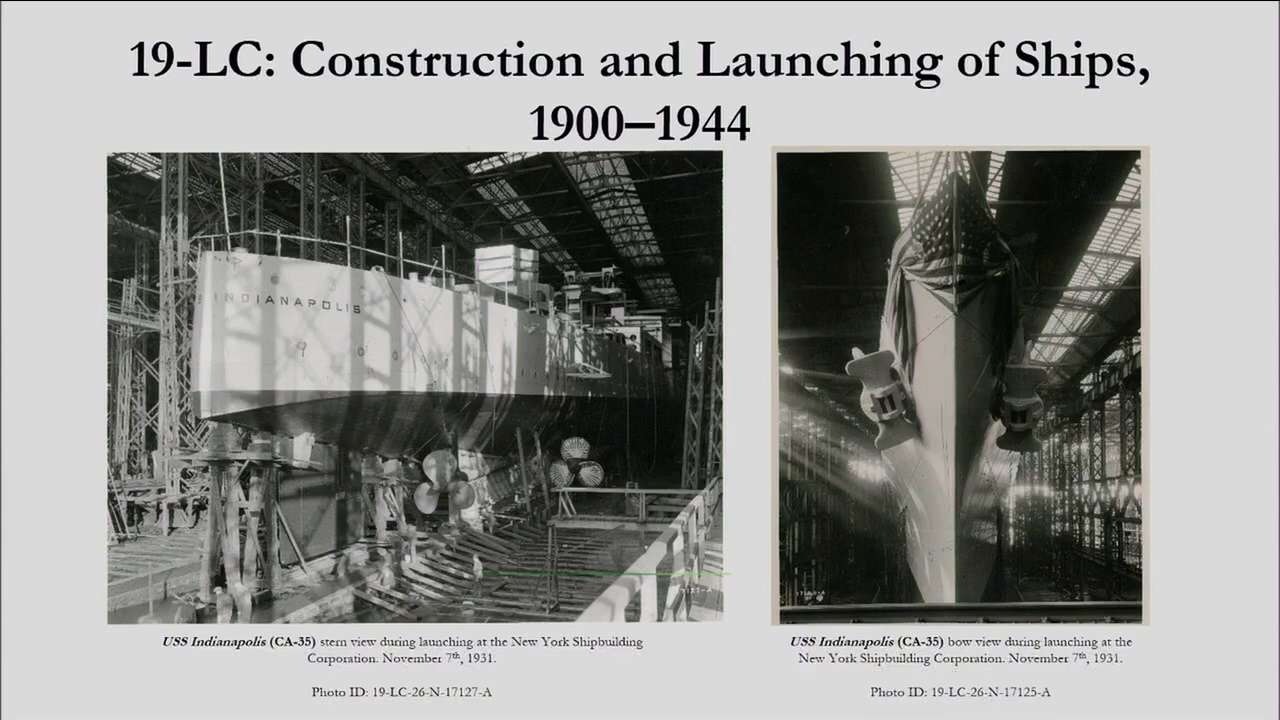 19-LC: Construction and Launching of Ships,
1900–1944
INDIANAPOLIS
USS Indianapolis (CA-35) stern view during launching at the New York Shipbuilding
Corporation. November 7th, 1931.
Photo ID: 19-LC-26-N-17127-A
USS Indianapolis (CA-35) bow view during launching at the
New York Shipbuilding Corporation. November 7th, 1931.
Photo ID: 19-LC-26-N-17125-A